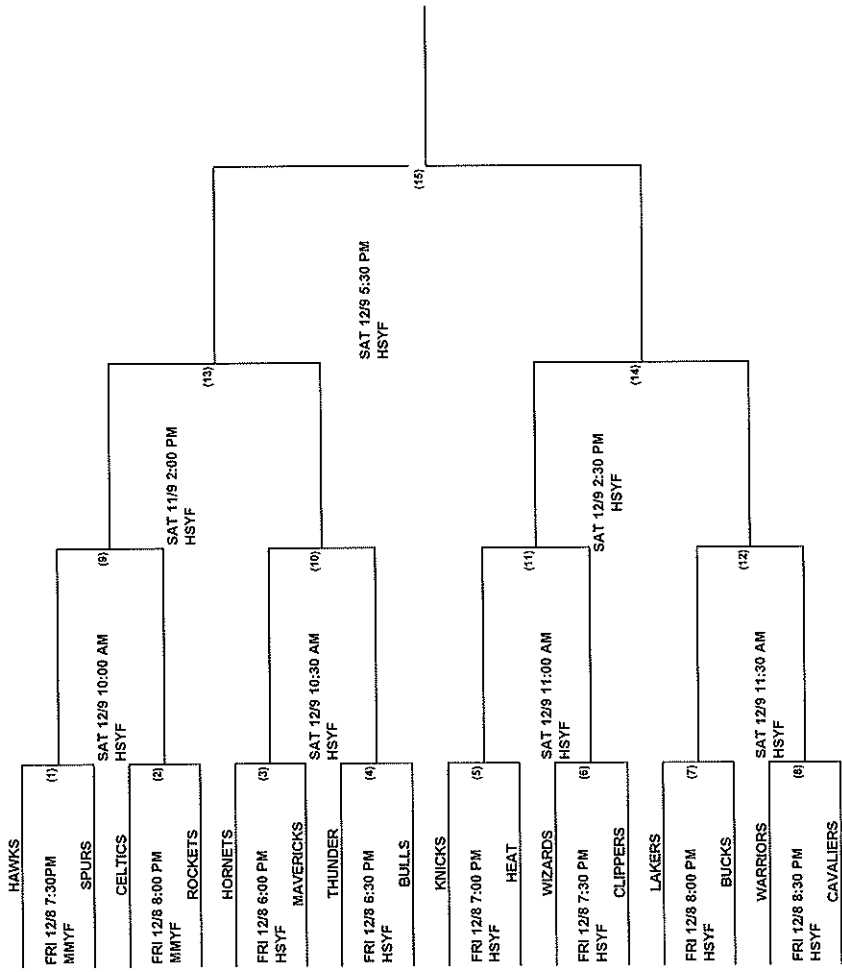 HAWKS
FRI 12/8 7:30PM
MMYF
(1)
SPURS
CELTICS
FRI 12/8 8:00 PM
MMYF
(2)
ROCKETS
HORNETS
FRI 12/8 6:00 PM
HSYF
(3)
MAVERICKS
THUNDER
FRI 12/8 6:30 PM
HSYF
(4)
BULLS
KNICKS
FRI 12/8 7:00 PM
HSYF
(5)
HEAT
WIZARDS
FRI 12/8 7:30 PM
HSYF
(6)
CLIPPERS
LAKERS
FRI 12/8 8:00 PM
HSYF
(7)
BUCKS
WARRIORS
FRI 12/8 8:30 PM
HSYF
(8)
CAVALIERS
SAT 12/9 10:00 AM
HSYF
(9)
SAT 12/9 10:30 AM
HSYF
(10)
SAT 12/9 11:00 AM
HSYF
(11)
SAT 12/9 11:30 AM
HSYF
(12)
SAT 11/9 2:00 PM
HSYF
(13)
SAT 12/9 2:30 PM
HSYF
(14)
SAT 12/9 5:30 PM
HSYF
(15)